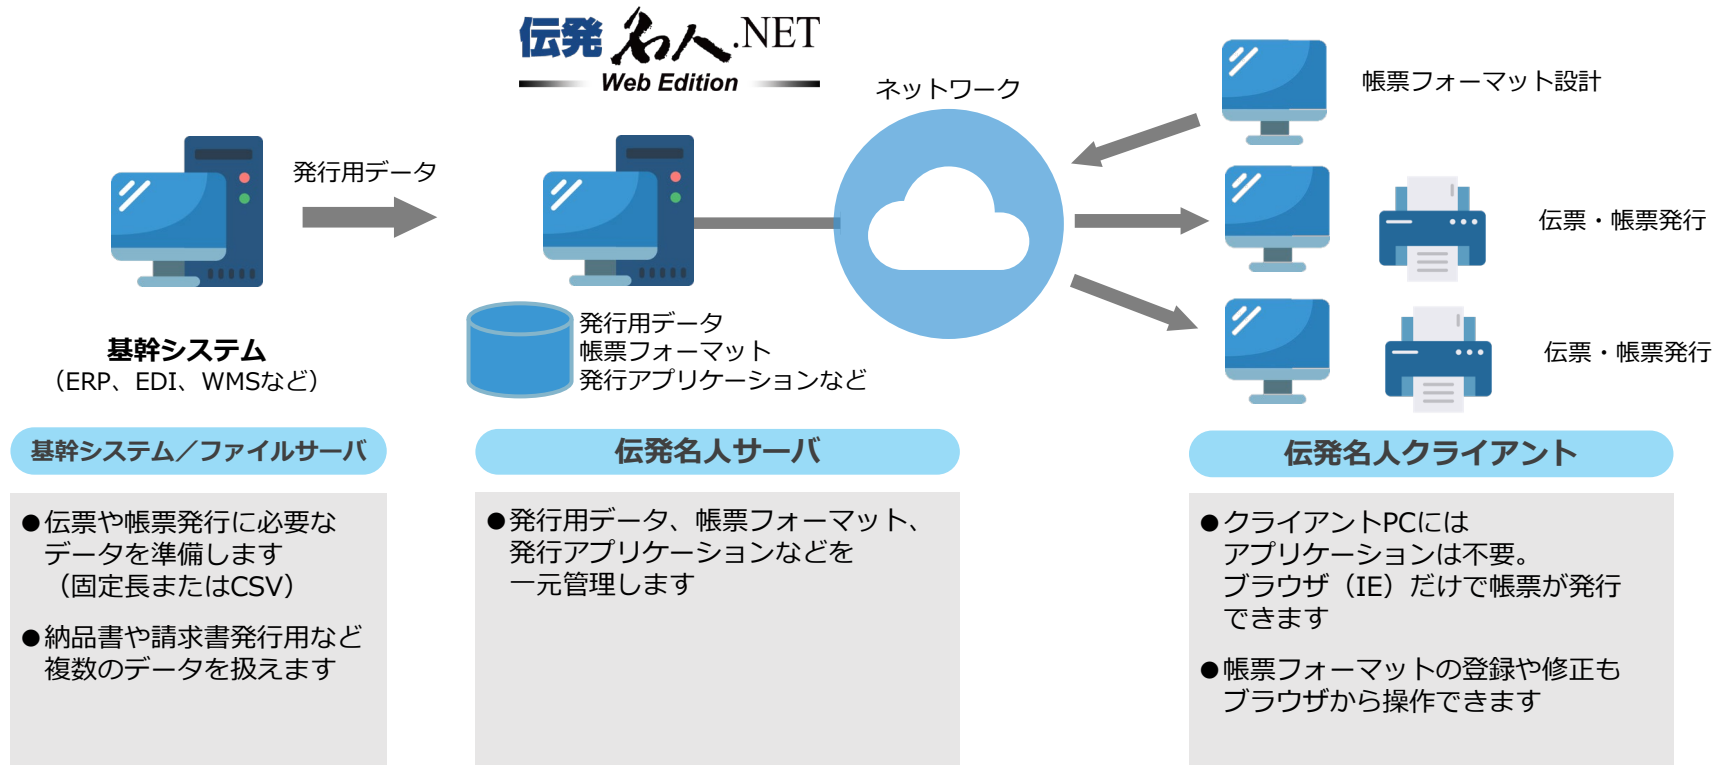 伝発名人.NET
Web Edition
ネットワーク
帳票フォーマット設計
発行用データ
伝票・帳票発行
発行用データ
帳票フォーマット
発行アプリケーションなど
伝票・帳票発行
基幹システム
（ERP、EDI、WMSなど）
基幹システム／ファイルサーバ
伝発名人サーバ
伝発名人クライアント
●伝票や帳票発行に必要な
データを準備します
（固定長またはCSV）
●納品書や請求書発行用など
複数のデータを扱えます
●発行用データ、帳票フォーマット、
発行アプリケーションなどを
一元管理します
●クライアントPCには
アプリケーションは不要。
ブラウザ（IE）だけで帳票が発行
できます
●帳票フォーマットの登録や修正も
ブラウザから操作できます